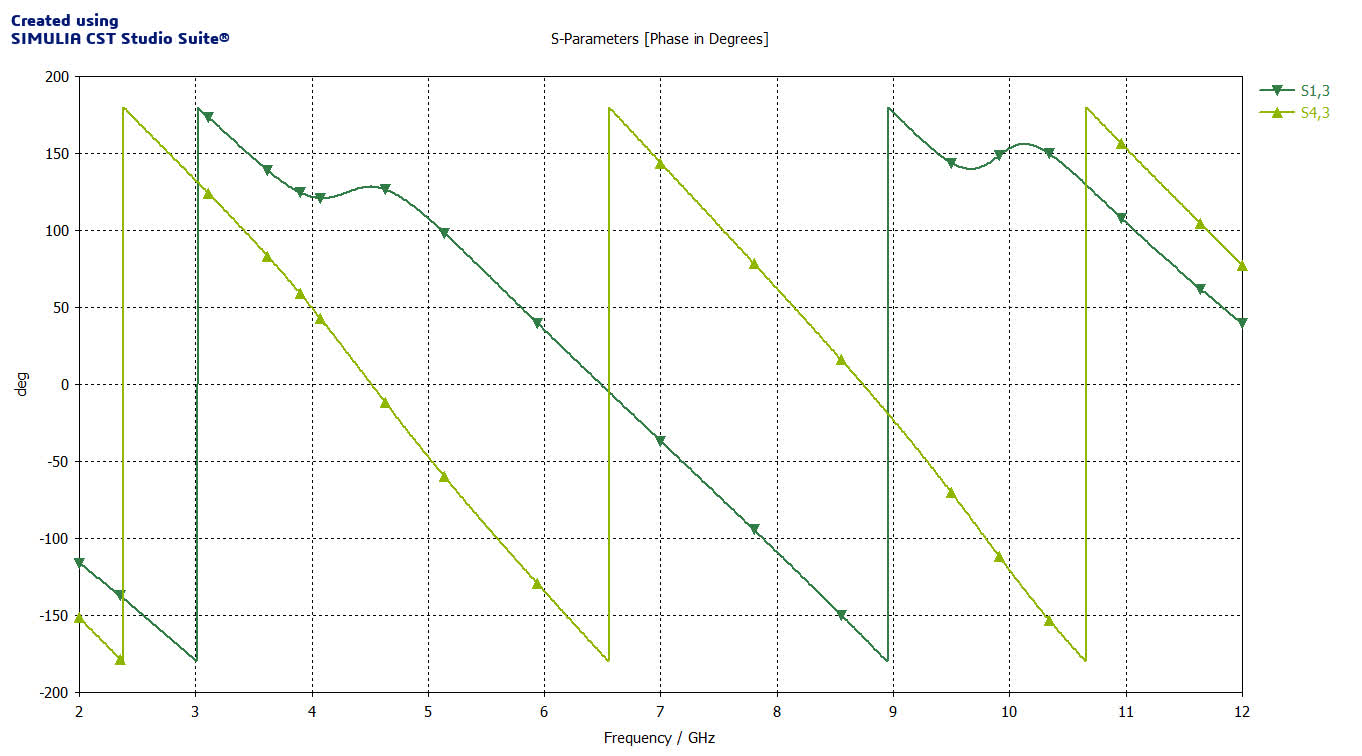 Created using
SIMULIA CST Studio Suite®
S-Parameters [Phase in Degrees]
200
150
100
50
0
-50
-100
-150
-200
deg
2 3 4 5 6 7 8 9 10 11 12
Frequency / GHz
S1,3
S4,3